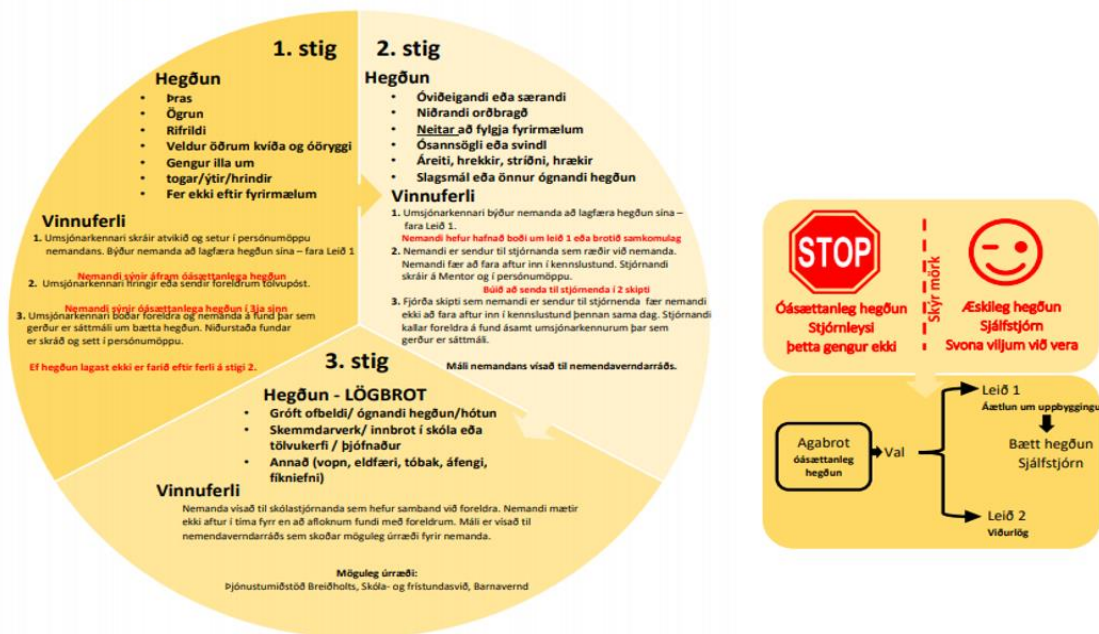 1. stig
Hegðun
• Þras
• Ögrun
• Rifrildi
• Veldur öðrum kvíða og óöryggi
• Gengur illa um
• togar/ýtir/hrindir
• Fer ekki eftir fyrirmælum
Vinnuferli
1. Umsjónarkennari skráir atvikið og setur í persónumöppu
nemandans. Býður nemanda að lagfæra hegðun sína – fara Leið 1
Nemandi sýnir áfram óásættanlega hegðun
2. Umsjónarkennari hringir eða sendir foreldrum tölvupóst.
Nemandi sýnir óásættanlega hegðun í 3ja sinn
3. Umsjónarkennari boðar foreldra og nemanda á fund þar sem
gerður er sáttmáli um bætta hegðun. Niðurstaða fundar
er skráð og sett í persónumöppu.
Ef hegðun lagast ekki er farið eftir ferli á stigi 2.
2. stig
Hegðun
• Óviðeigandi eða særandi
• Niðrandi orðbragð
• Neitar að fylgja fyrirmælum
• Ósannsögli eða svindl
• Áreiti, hrekkir, stríðni, hrækir
• Slagsmál eða önnur ógnandi hegðun
Vinnuferli
1. Umsjónarkennari býður nemanda að lagfæra hegðun sína –
fara Leið 1.
Nemandi hefur hafnað boði um leið 1 eða brotið samkomulag
2. Nemandi er sendur til stjórnanda sem ræðir við nemanda.
Nemandi fær að fara aftur inn í kennslustund. Stjórnandi
skráir á Mentor og í persónumöppu.
Búið að senda til stjórnenda í 2 skipti
3. Fjórða skipti sem nemandi er sendur til stjórnenda fær nemandi
ekki að fara aftur inn í kennslustund þennan sama dag. Stjórnandi
kallar foreldra á fund ásamt umsjónarkennurum þar sem
gerður er sáttmáli.
Máli nemandans vísað til nemendaverndarráðs.
3. stig
Hegðun - LÖGBROT
• Gróft ofbeldi/ ógnandi hegðun/hótun
• Skemmdarverk/ innbrot í skóla eða
tölvukerfi / þjófnaður
• Annað (vopn, eldfæri, tóbak, áfengi,
fíkniefni)
Vinnuferli
Nemanda vísað til skólastjórnanda sem hefur samband við foreldra. Nemandi mætir
ekki aftur í tíma fyrr en að afloknum fundi með foreldrum. Máli er vísað til
nemendaverndarráðs sem skoðar möguleg úrræði fyrir nemanda.
Möguleg úrræði:
Þjónustumiðstöð Breiðholts, Skóla- og frístundasvið, Barnavernd
STOP
Óásættanleg hegðun
Stjórnleysi
Þetta gengur ekki
Skýr mörk
Æskileg hegðun
Sjálfstjórn
Svona viljum við vera
Agabrot
óásættanleg
hegðun
Val
Leið 1
Áætlun um uppbyggingu
Bætt hegðun
Sjálfstjórn
Leið 2
Viðurlög